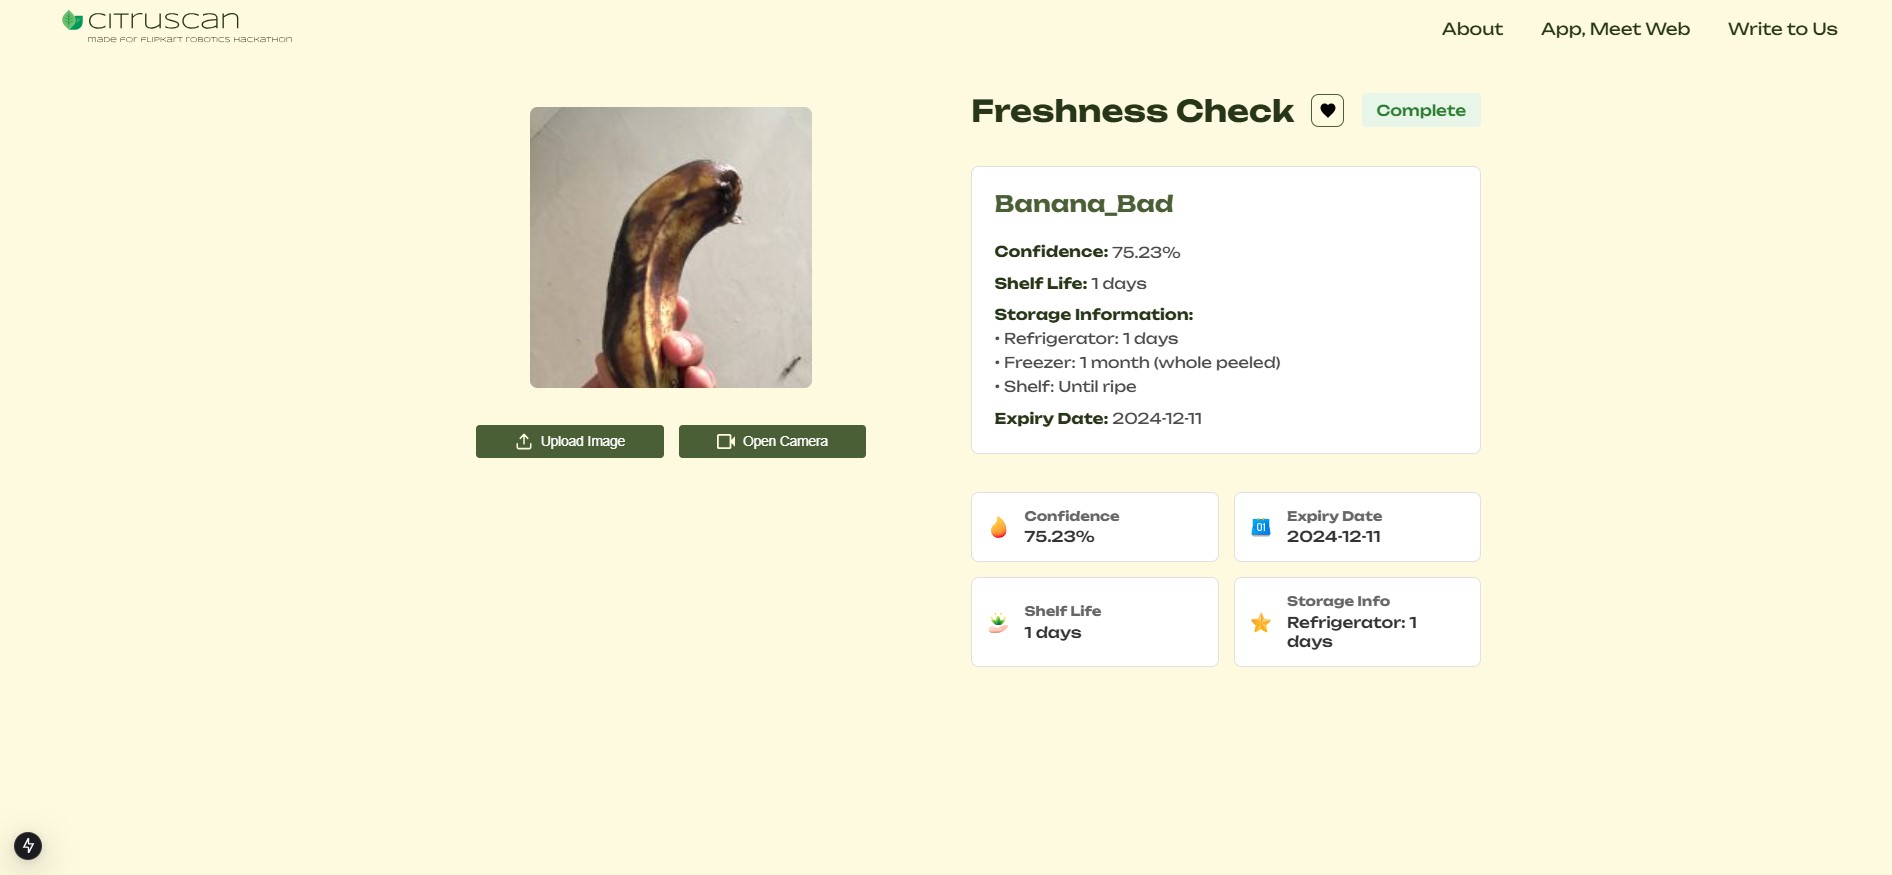 citruscan
made for flipkart robotics hackathon
About
App, Meet Web
Write to Us
Freshness Check
Complete
Banana_Bad
Confidence: 75.23%
Shelf Life: 1 days
Storage Information:
• Refrigerator: 1 days
• Freezer: 1 month (whole peeled)
• Shelf: Until ripe
Expiry Date: 2024-12-11
Upload Image
Open Camera
Confidence
75.23%
01
Expiry Date
2024-12-11
Shelf Life
1 days
Storage Info
Refrigerator: 1
days